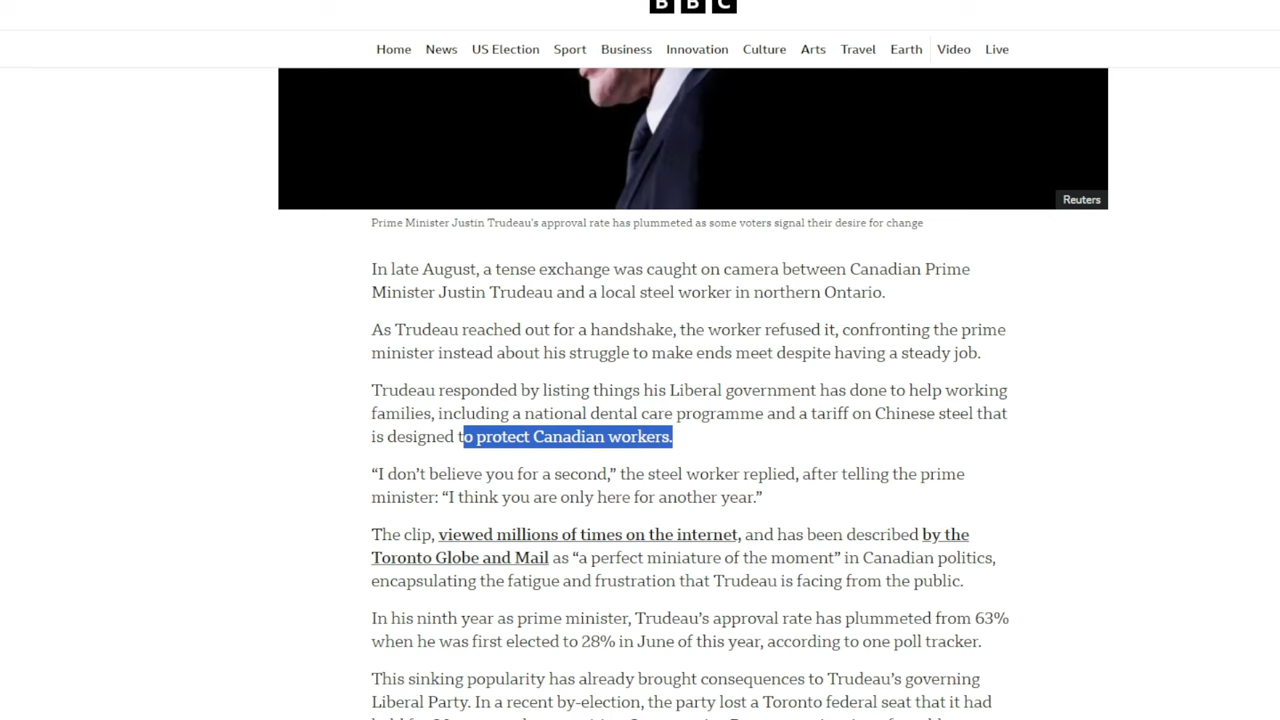 BBC
Home News US Election Sport Business Innovation Culture Arts Travel Earth Video Live
Reuters
Prime Minister Justin Trudeau's approval rate has plummeted as some voters signal their desire for change
In late August, a tense exchange was caught on camera between Canadian Prime
Minister Justin Trudeau and a local steel worker in northern Ontario.
As Trudeau reached out for a handshake, the worker refused it, confronting the prime
minister instead about his struggle to make ends meet despite having a steady job.
Trudeau responded by listing things his Liberal government has done to help working
families, including a national dental care programme and a tariff on Chinese steel that
is designed to protect Canadian workers.
“I don’t believe you for a second,” the steel worker replied, after telling the prime
minister: “I think you are only here for another year.”
The clip, viewed millions of times on the internet, and has been described by the
Toronto Globe and Mail as “a perfect miniature of the moment” in Canadian politics,
encapsulating the fatigue and frustration that Trudeau is facing from the public.
In his ninth year as prime minister, Trudeau’s approval rate has plummeted from 63%
when he was first elected to 28% in June of this year, according to one poll tracker.
This sinking popularity has already brought consequences to Trudeau’s governing
Liberal Party. In a recent by-election, the party lost a Toronto federal seat that it had